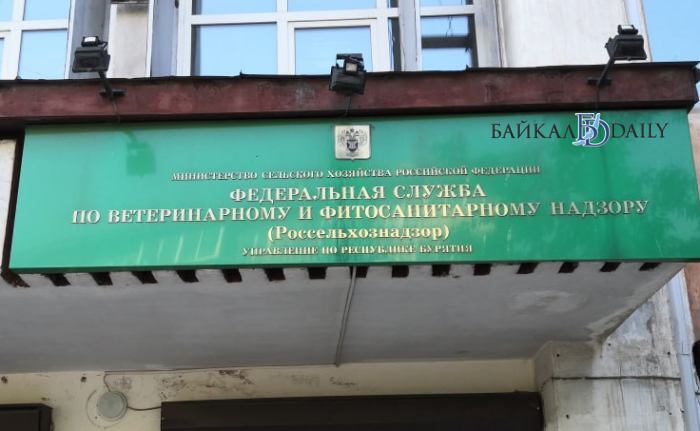 БАЙКАЛ DAILY
МИНИСТЕРСТВО СЕЛЬСКОГО ХОЗЯЙСТВА РОССИЙСКОЙ ФЕДЕРАЦИИ
ФЕДЕРАЛЬНАЯ СЛУЖБА
ПО ВЕТЕРИНАРНОМУ И ФИТОСАНИТАРНОМУ НАДЗОРУ
(Россельхознадзор)
УПРАВЛЕНИЕ ПО РЕСПУБЛИКЕ БУРЯТИЯ